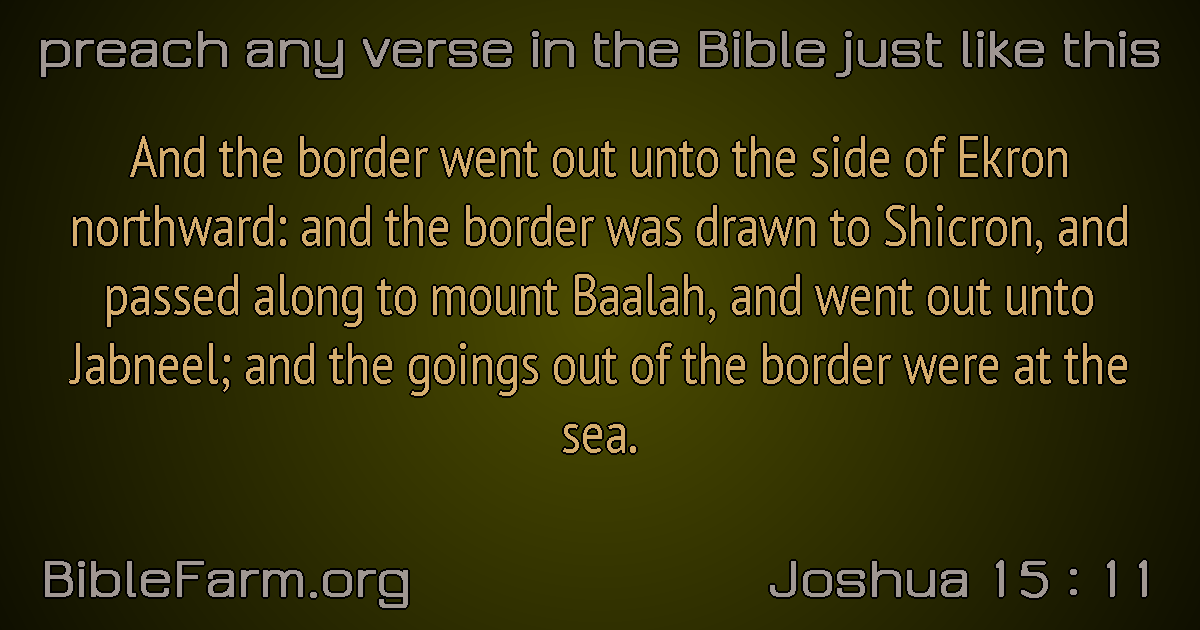 preach any verse in the Bible just like this
And the border went out unto the side of Ekron
northward: and the border was drawn to Shicron, and
passed along to mount Baalah, and went out unto
Jabneel; and the goings out of the border were at the
sea.
BibleFarm.org
Joshua 15 : 11